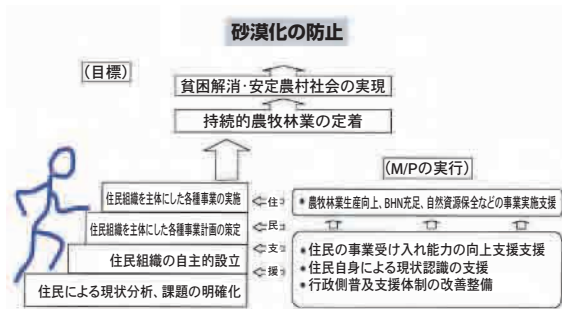 砂漠化の防止
(目標)
貧困解消・安定農村社会の実現
持続的農牧林業の定着
(M/Pの実行)
住民組織を主体にした各種事業の実施
住民組織を主体にした各種事業計画の策定
住民組織の自主的設立
住民による現状分析、課題の明確化
住
民
支
援
• 農牧林業生産向上、BHN充足、自然資源保全などの事業実施支援
• 住民の事業受け入れ能力の向上支援支援
• 住民自身による現状認識の支援
• 行政側普及支援体制の改善整備